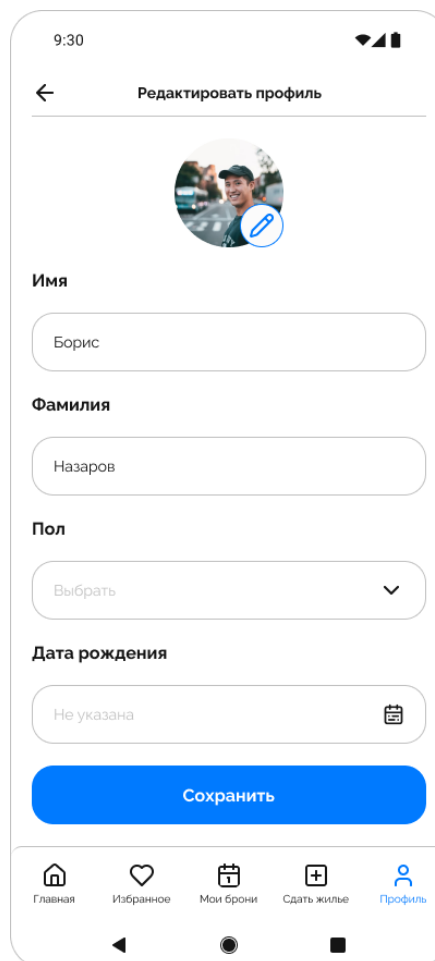 9:30
Редактировать профиль
Имя
Борис
Фамилия
Назаров
Пол
Выбрать
Дата рождения
Не указана
Сохранить
1
Главная Избранное Мои брони Сдать жилье Профиль